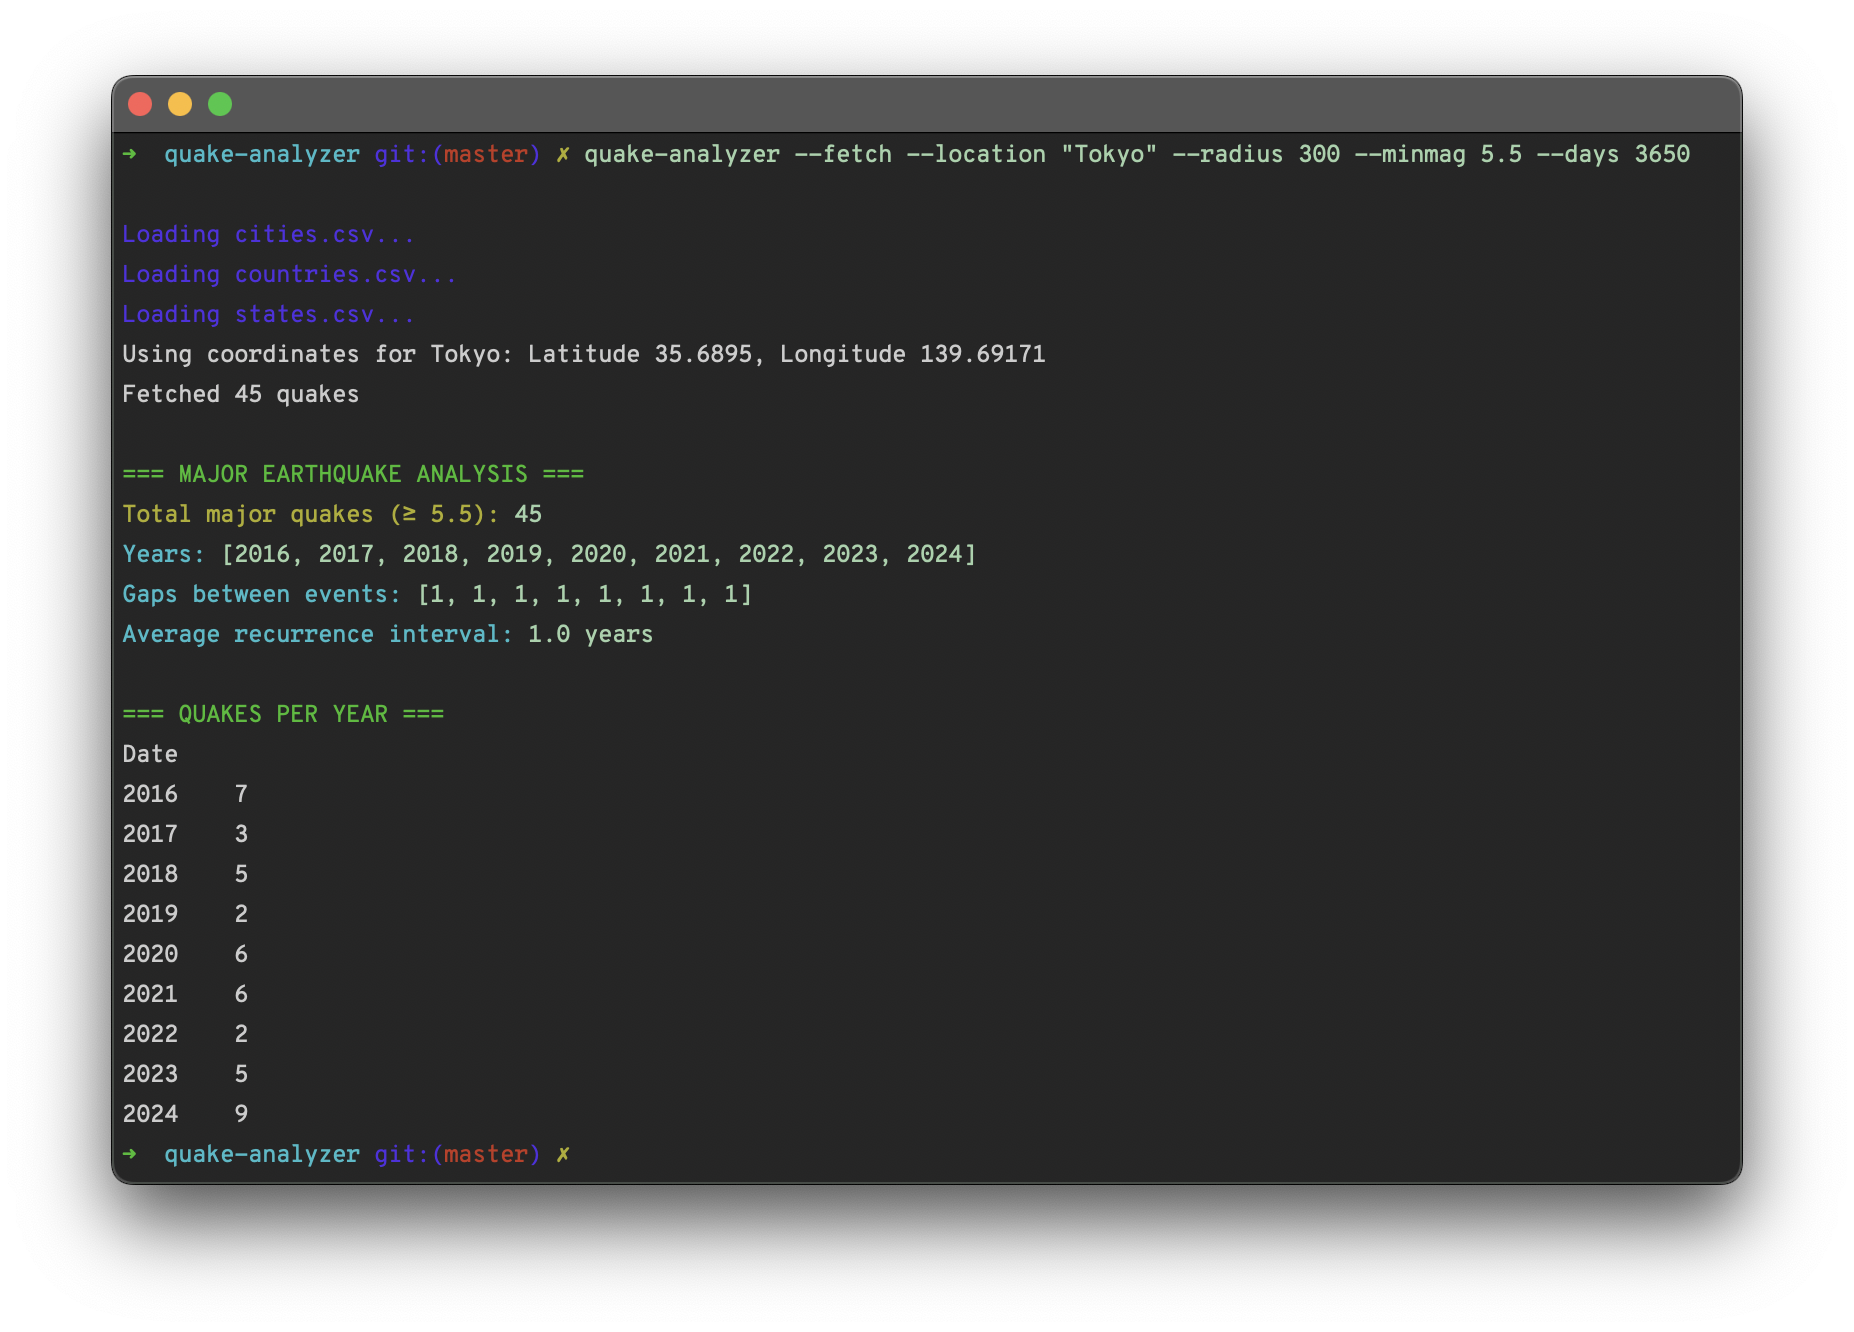 ➜  quake-analyzer git:(master) ✗ quake-analyzer --fetch --location "Tokyo" --radius 300 --minmag 5.5 --days 3650
Loading cities.csv...
Loading countries.csv...
Loading states.csv...
Using coordinates for Tokyo: Latitude 35.6895, Longitude 139.69171
Fetched 45 quakes
=== MAJOR EARTHQUAKE ANALYSIS ===
Total major quakes (≥ 5.5): 45
Years: [2016, 2017, 2018, 2019, 2020, 2021, 2022, 2023, 2024]
Gaps between events: [1, 1, 1, 1, 1, 1, 1, 1]
Average recurrence interval: 1.0 years
=== QUAKES PER YEAR ===
Date
2016    7
2017    3
2018    5
2019    2
2020    6
2021    6
2022    2
2023    5
2024    9
➜  quake-analyzer git:(master) ✗